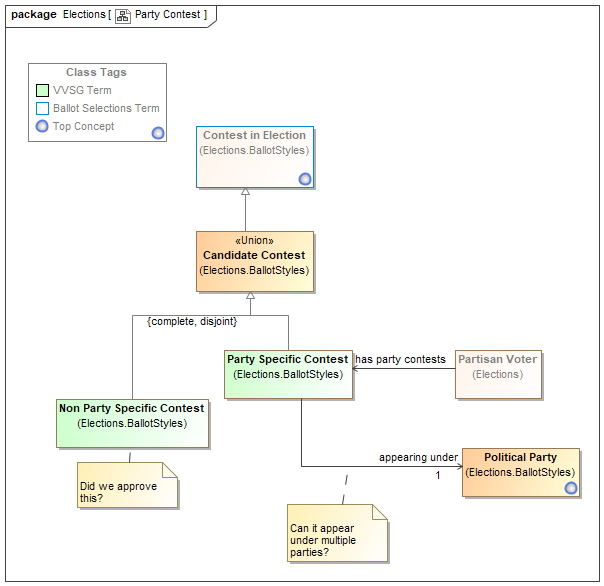 package Elections [ Party Contest ]
Class Tags
VVSG Term
Ballot Selections Term
Top Concept
Contest in Election
(Elections.BallotStyles)
«Union»
Candidate Contest
(Elections.BallotStyles)
{complete, disjoint}
Party Specific Contest
(Elections.BallotStyles)
has party contests
Partisan Voter
(Elections)
Non Party Specific Contest
(Elections.BallotStyles)
appearing under
1
Political Party
(Elections.BallotStyles)
Did we approve
this?
Can it appear
under multiple
parties?